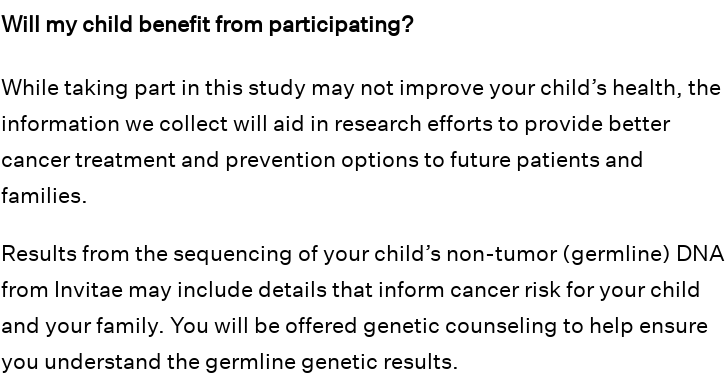 Will my child benefit from participating?
While taking part in this study may not improve your child’s health, the
information we collect will aid in research efforts to provide better
cancer treatment and prevention options to future patients and
families.
Results from the sequencing of your child’s non-tumor (germline) DNA
from Invitae may include details that inform cancer risk for your child
and your family. You will be offered genetic counseling to help ensure
you understand the germline genetic results.